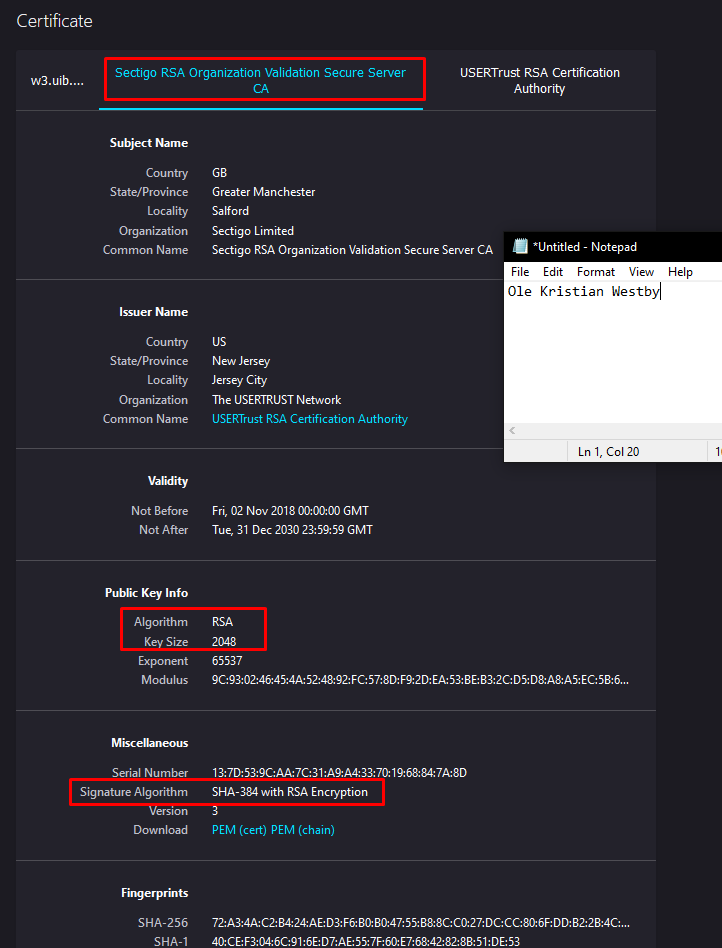 Certificate
w3.uib....
Sectigo RSA Organization Validation Secure Server
CA
USERTrust RSA Certification
Authority
Subject Name
Country GB
State/Province Greater Manchester
Locality Salford
Organization Sectigo Limited
Common Name Sectigo RSA Organization Validation Secure Server CA
*Untitled - Notepad
File Edit Format View Help
Ole Kristian Westby
Ln 1, Col 20
Issuer Name
Country US
State/Province New Jersey
Locality Jersey City
Organization The USERTRUST Network
Common Name USERTrust RSA Certification Authority
Validity
Not Before Fri, 02 Nov 2018 00:00:00 GMT
Not After Tue, 31 Dec 2030 23:59:59 GMT
Public Key Info
Algorithm RSA
Key Size 2048
Exponent 65537
Modulus 9C:93:02:46:45:4A:52:48:92:FC:57:8D:F9:2D:EA:53:BE:B3:2C:D5:D8:A8:A5:EC:5B:6...
Miscellaneous
Serial Number 13:7D:53:9C:AA:7C:31:A9:A4:33:70:19:68:84:7A:8D
Signature Algorithm SHA-384 with RSA Encryption
Version 3
Download PEM (cert) PEM (chain)
Fingerprints
SHA-256 72:A3:4A:C2:B4:24:AE:D3:F6:B0:B0:47:55:B8:8C:C0:27:DC:CC:80:6F:DD:B2:2B:4C:...
SHA-1 40:CE:F3:04:6C:91:6E:D7:AE:55:7F:60:E7:68:42:82:8B:51:DE:53